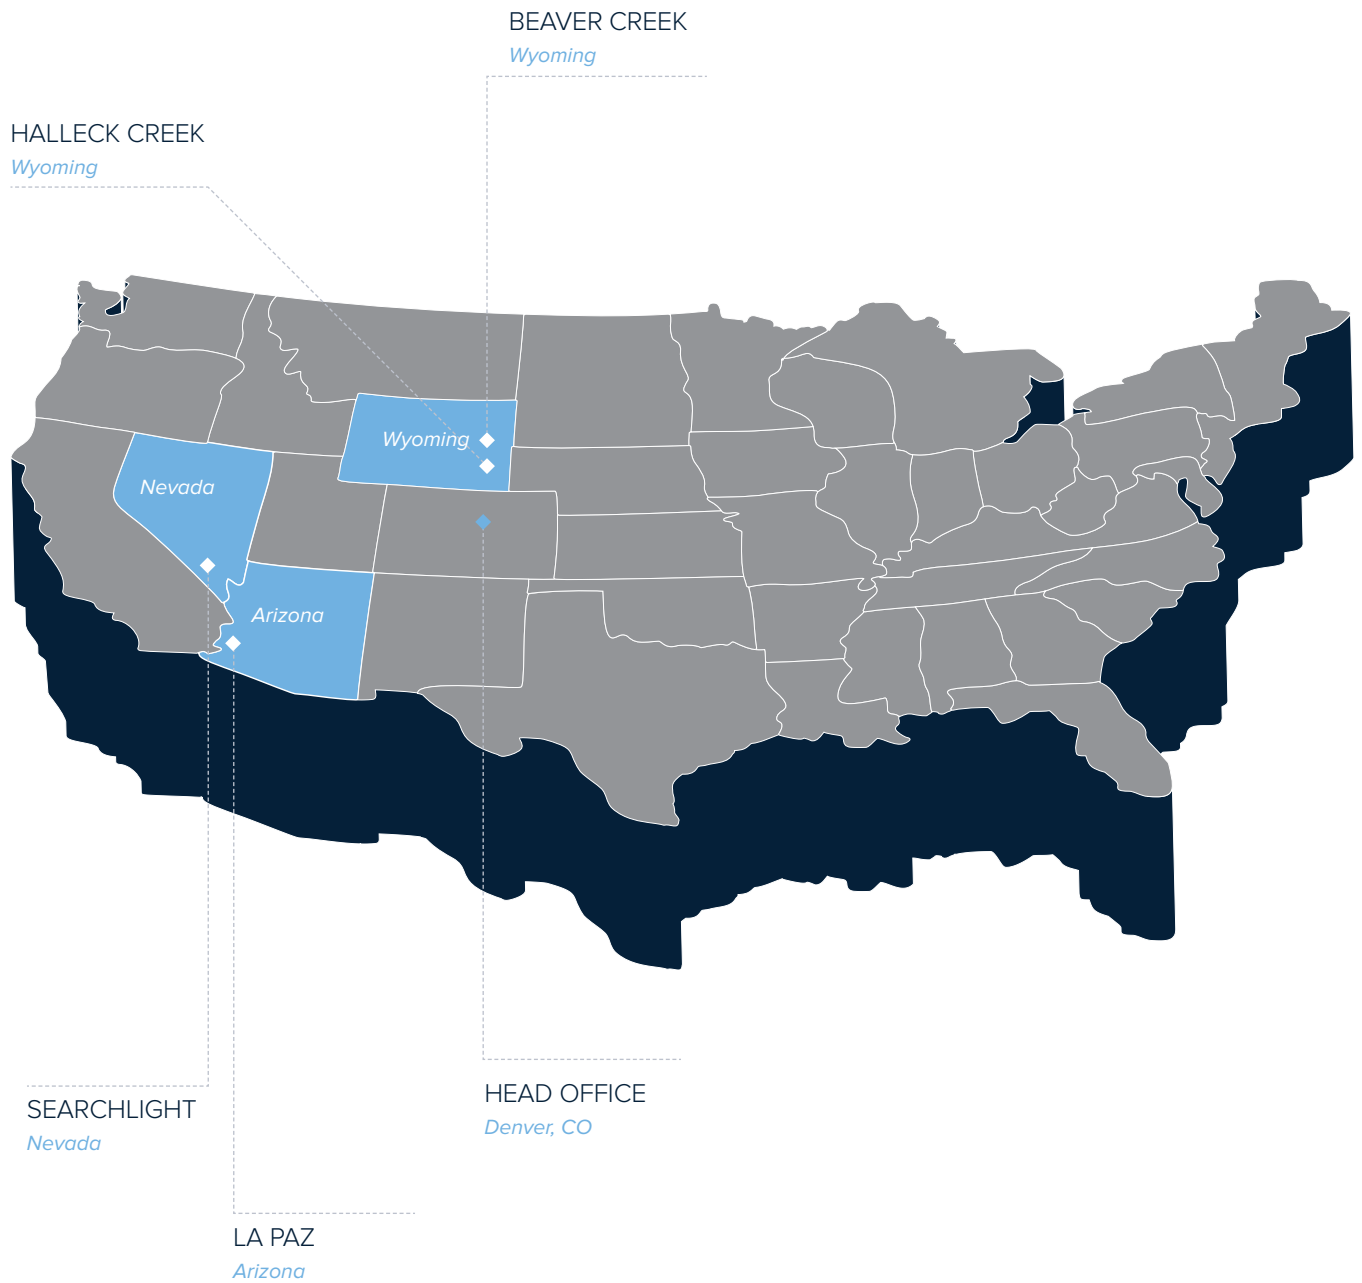 BEAVER CREEK
Wyoming
HALLECK CREEK
Wyoming
Wyoming
Nevada
Arizona
HEAD OFFICE
Denver, CO
SEARCHLIGHT
Nevada
LA PAZ
Arizona